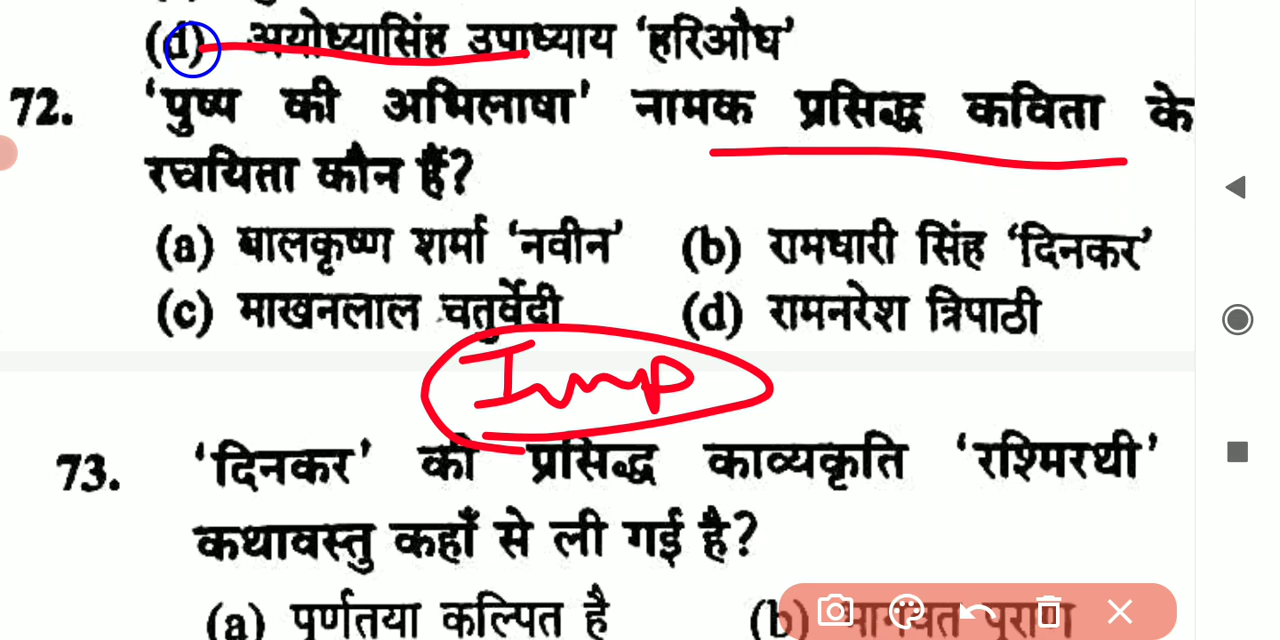 (d) अयोध्यासिंह उपाध्याय ‘हरिऔध’
72. ‘पुष्प की अभिलाषा’ नामक प्रसिद्ध कविता के
रचयिता कौन हैं?
(a) बालकृष्ण शर्मा ‘नवीन’ (b) रामधारी सिंह ‘दिनकर’
(c) माखनलाल चतुर्वेदी (d) रामनरेश त्रिपाठी
Imp
73. ‘दिनकर’ की प्रसिद्ध काव्यकृति ‘रश्मिरथी’
कथावस्तु कहाँ से ली गई है?
(a) पूर्णतया कल्पित है (b) भागवत पुराण